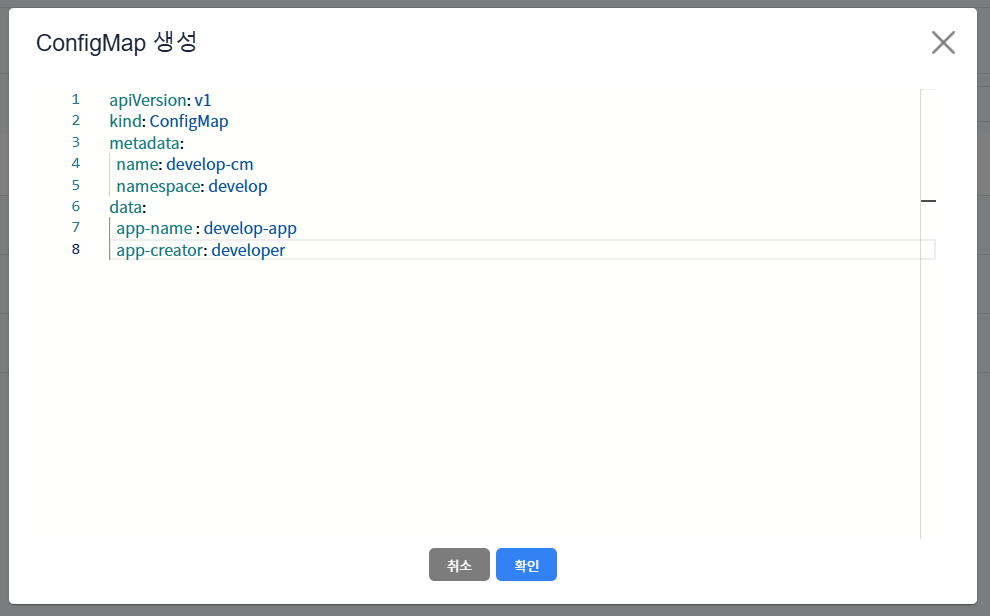 ConfigMap 생성
1 apiVersion: v1
2 kind: ConfigMap
3 metadata:
4 name: develop-cm
5 namespace: develop
6 data:
7 app-name : develop-app
8 app-creator: developer
취소 확인